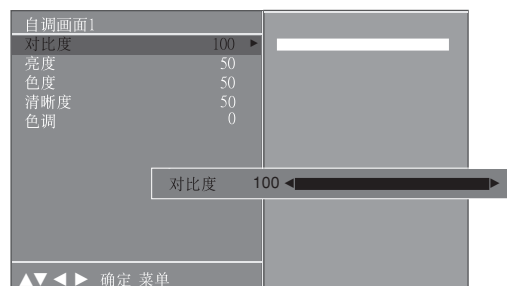 自调画面1
对比度 100 ►
亮度 50
色度 50
清晰度 50
色调 0
对比度 100 ◄ ►
▲▼◄ ► 确定 菜单